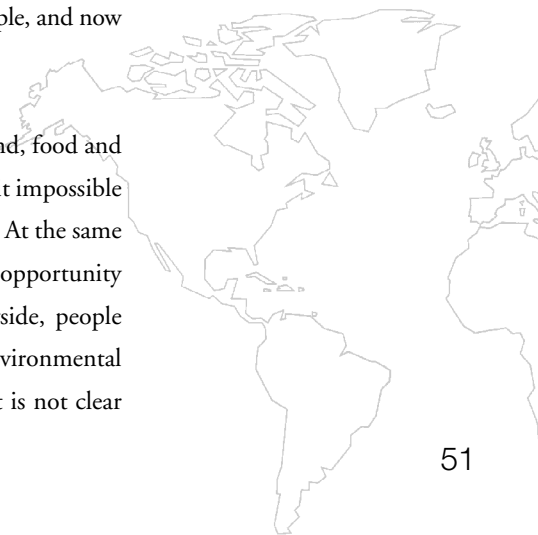 ple, and now
nd, food and
t impossible
At the same
opportunity
side, people
vironmental
is not clear
51